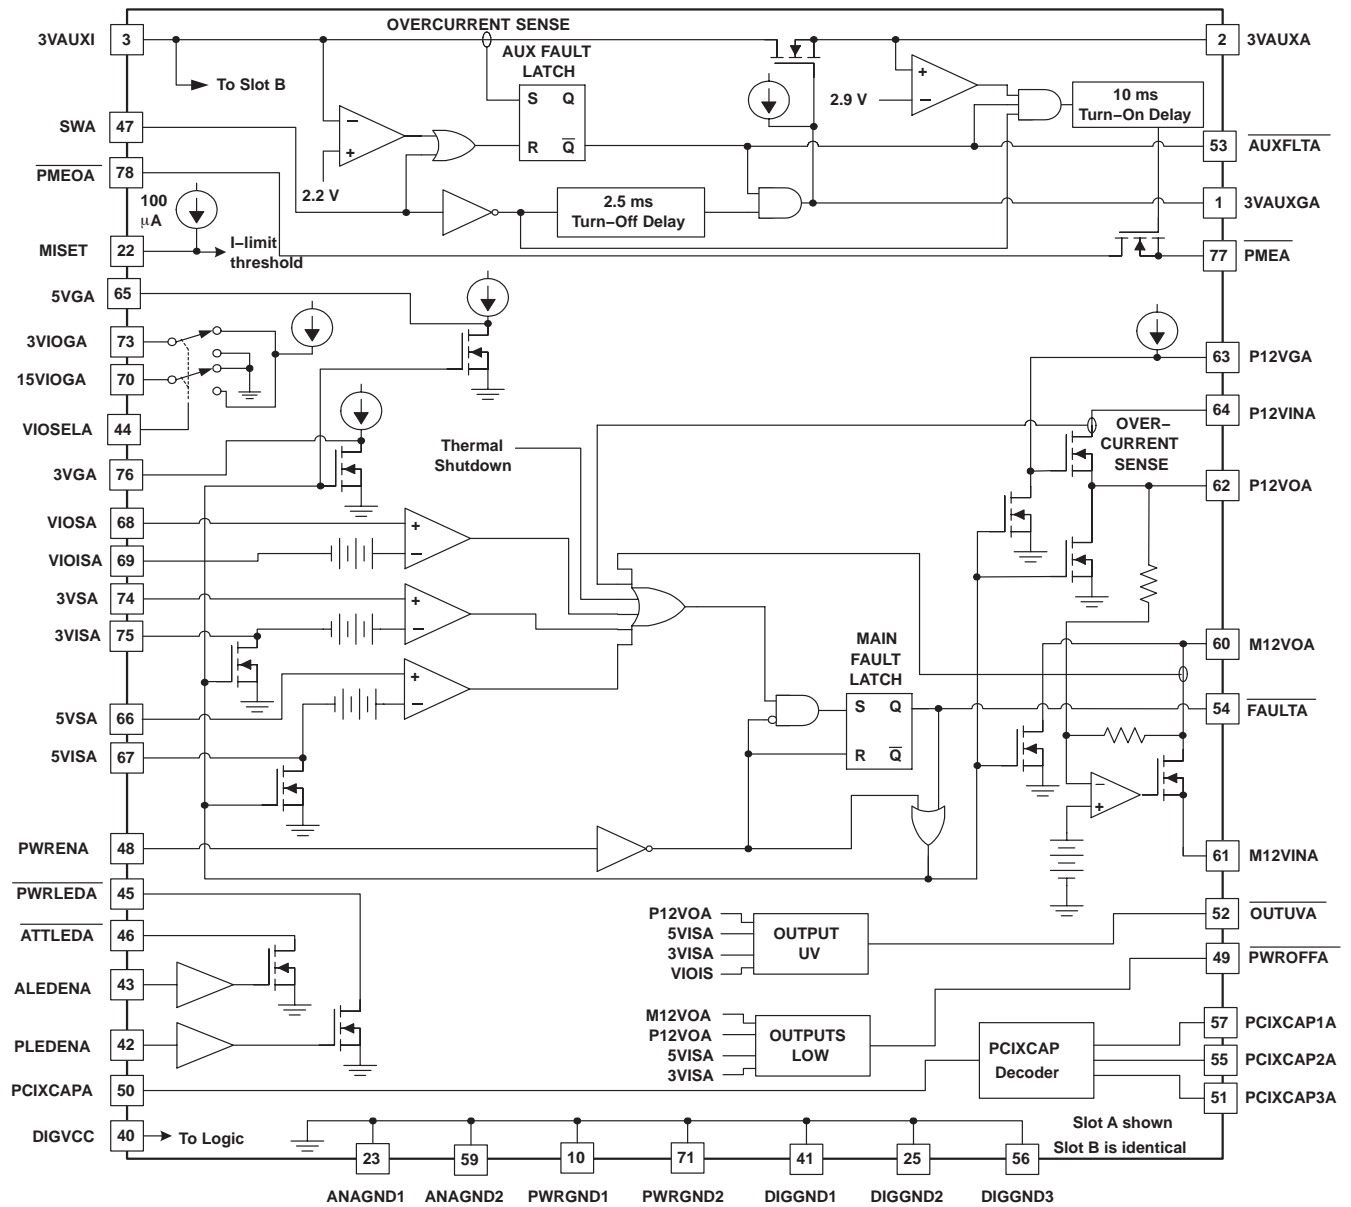 OVERCURRENT SENSE
3VAUXI 3
AUX FAULT
LATCH
2 3VAUXA
To Slot B
S Q
R Q
+
−
2.9 V
10 ms
Turn−On Delay
SWA 47
−
+
2.2 V
53 AUXFLTA
PMEOA 78
100
μA
2.5 ms
Turn−Off Delay
1 3VAUXGA
MISET 22
I−limit
threshold
77 PMEA
5VGA 65
3VIOGA 73
63 P12VGA
15VIOGA 70
64 P12VINA
VIOSELA 44
OVER−
CURRENT
SENSE
Thermal
Shutdown
3VGA 76
62 P12VOA
VIOSA 68
+
−
VIOISA 69
3VSA 74
+
−
3VISA 75
60 M12VOA
MAIN
FAULT
LATCH
5VSA 66
+
−
S Q
R Q
54 FAULTA
5VISA 67
−
+
PWRENA 48
61 M12VINA
PWRLEDA 45
P12VOA
5VISA
3VISA
VIOIS
OUTPUT
UV
52 OUTUVA
ATTLEDA 46
49 PWROFFA
ALEDENA 43
M12VOA
P12VOA
5VISA
3VISA
OUTPUTS
LOW
57 PCIXCAP1A
PLEDENA 42
PCIXCAP
Decoder
55 PCIXCAP2A
PCIXCAPA 50
51 PCIXCAP3A
DIGVCC 40
To Logic
Slot A shown
Slot B is identical
23 59 10 71 41 25 56
ANAGND1 ANAGND2 PWRGND1 PWRGND2 DIGGND1 DIGGND2 DIGGND3